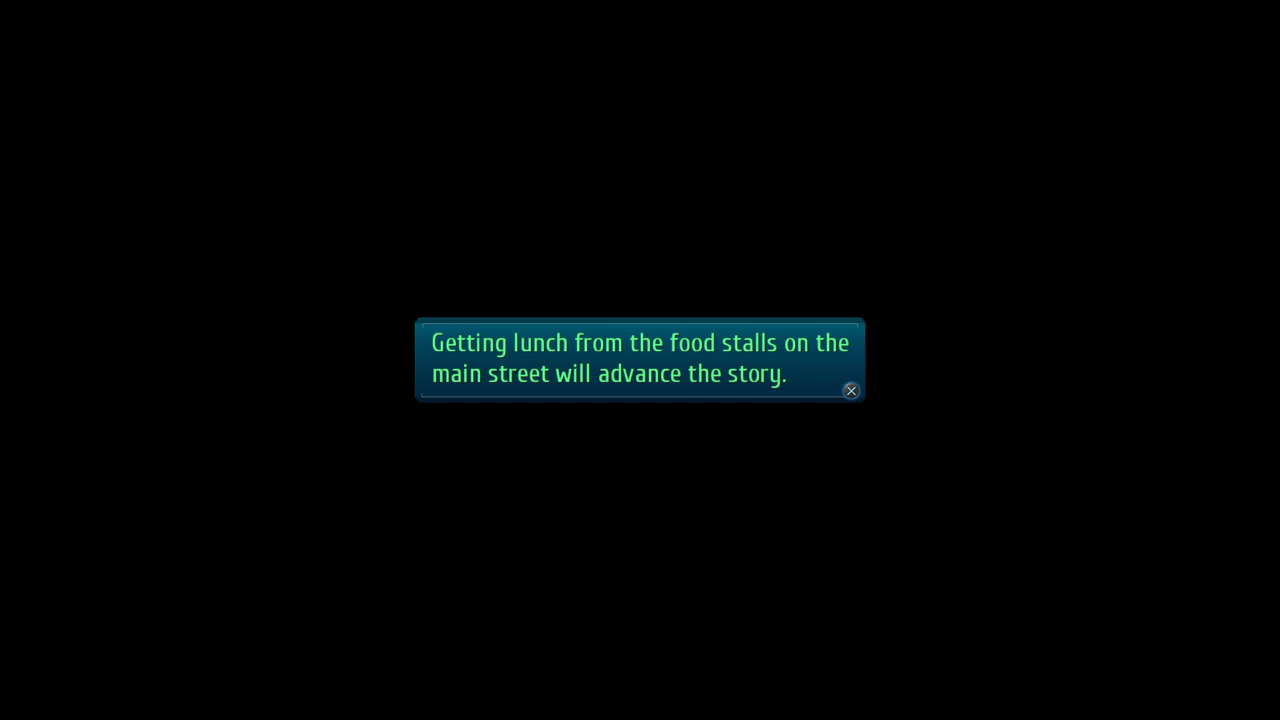 Getting lunch from the food stalls on the
main street will advance the story.